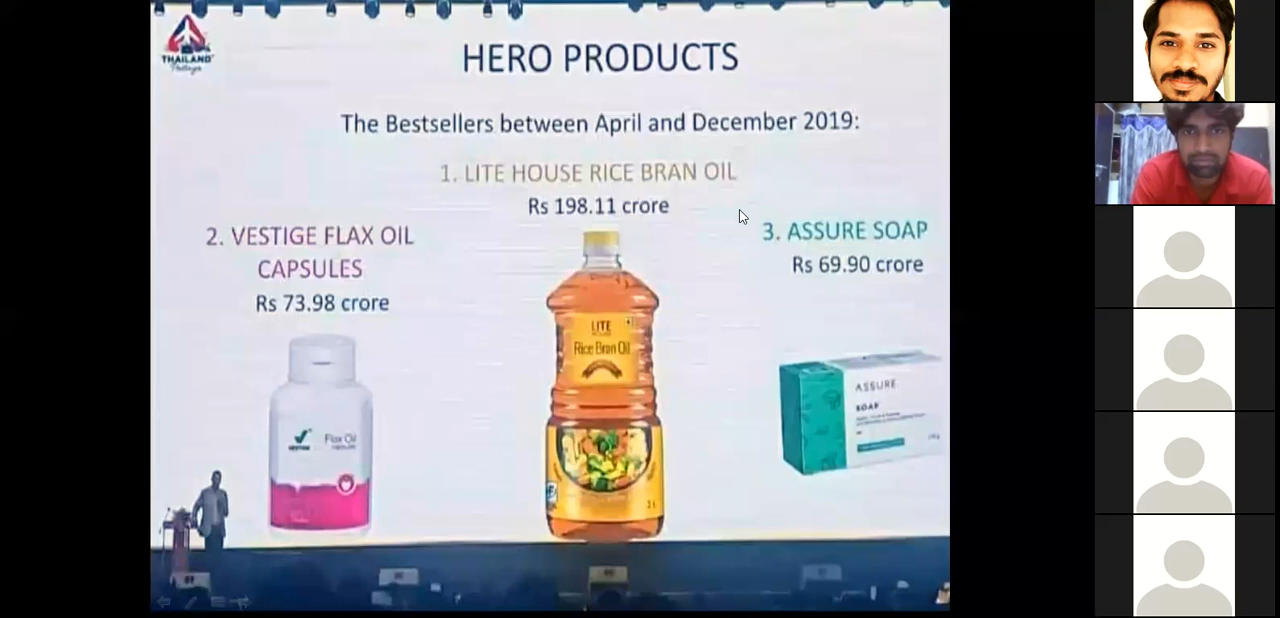 THAILAND
Pattaya
HERO PRODUCTS
The Bestsellers between April and December 2019:
1. LITE HOUSE RICE BRAN OIL
Rs 198.11 crore
2. VESTIGE FLAX OIL
CAPSULES
Rs 73.98 crore
3. ASSURE SOAP
Rs 69.90 crore
LITE
Rice Bran Oil
VESTIGE
Flax Oil
ASSURE
SOAP